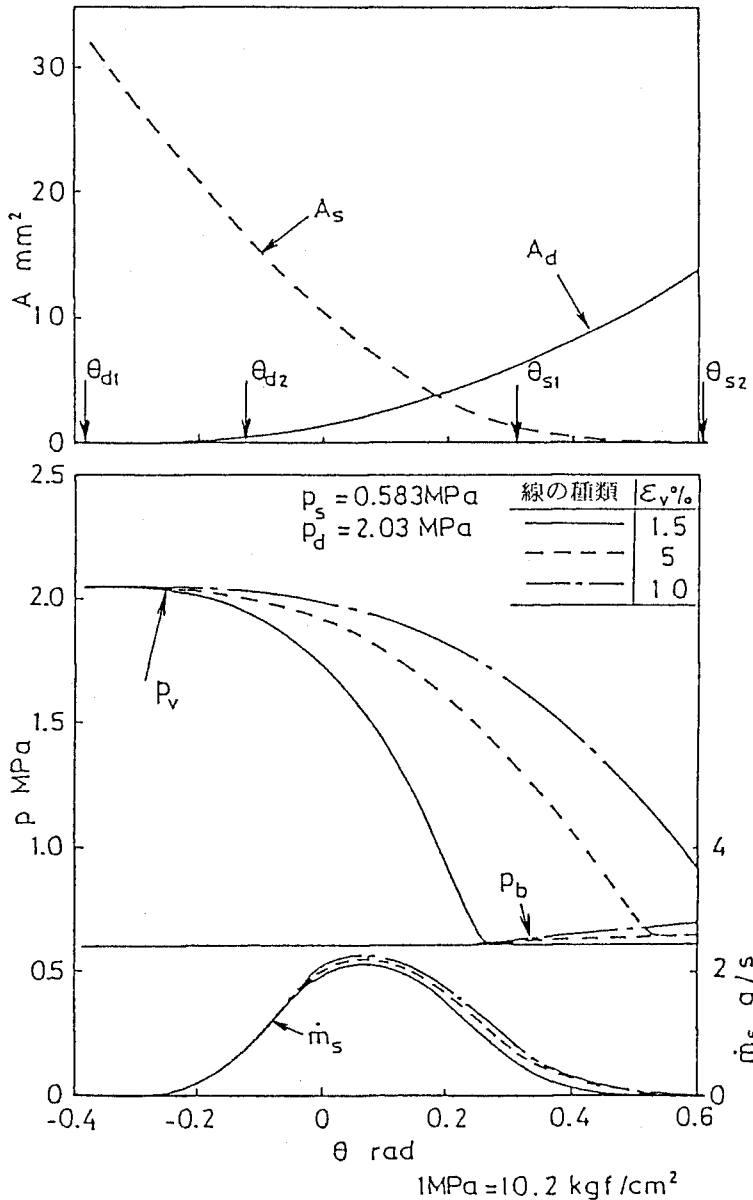 30
20
10
0
A mm²
A_s
A_d
θ_d1
θ_d2
θ_s1
θ_s2
2.5
2.0
1.5
1.0
0.5
0
p MPa
p_s = 0.583MPa
p_d = 2.03 MPa
線の種類 ε_v%
1.5
5
10
p_v
p_b
ṁ_s
4
2
0
ṁ_s g/s
-0.4 -0.2 0 0.2 0.4 0.6
θ rad
1MPa=10.2 kgf/cm²